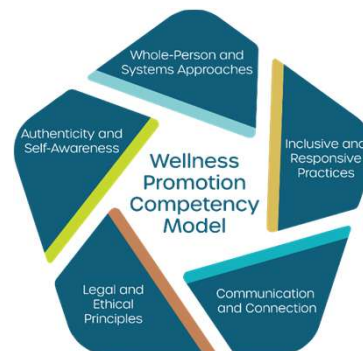 Whole-Person and
Systems Approaches
Inclusive and
Responsive
Practices
Communication
and Connection
Legal and
Ethical
Principles
Authenticity and
Self-Awareness
Wellness
Promotion
Competency
Model